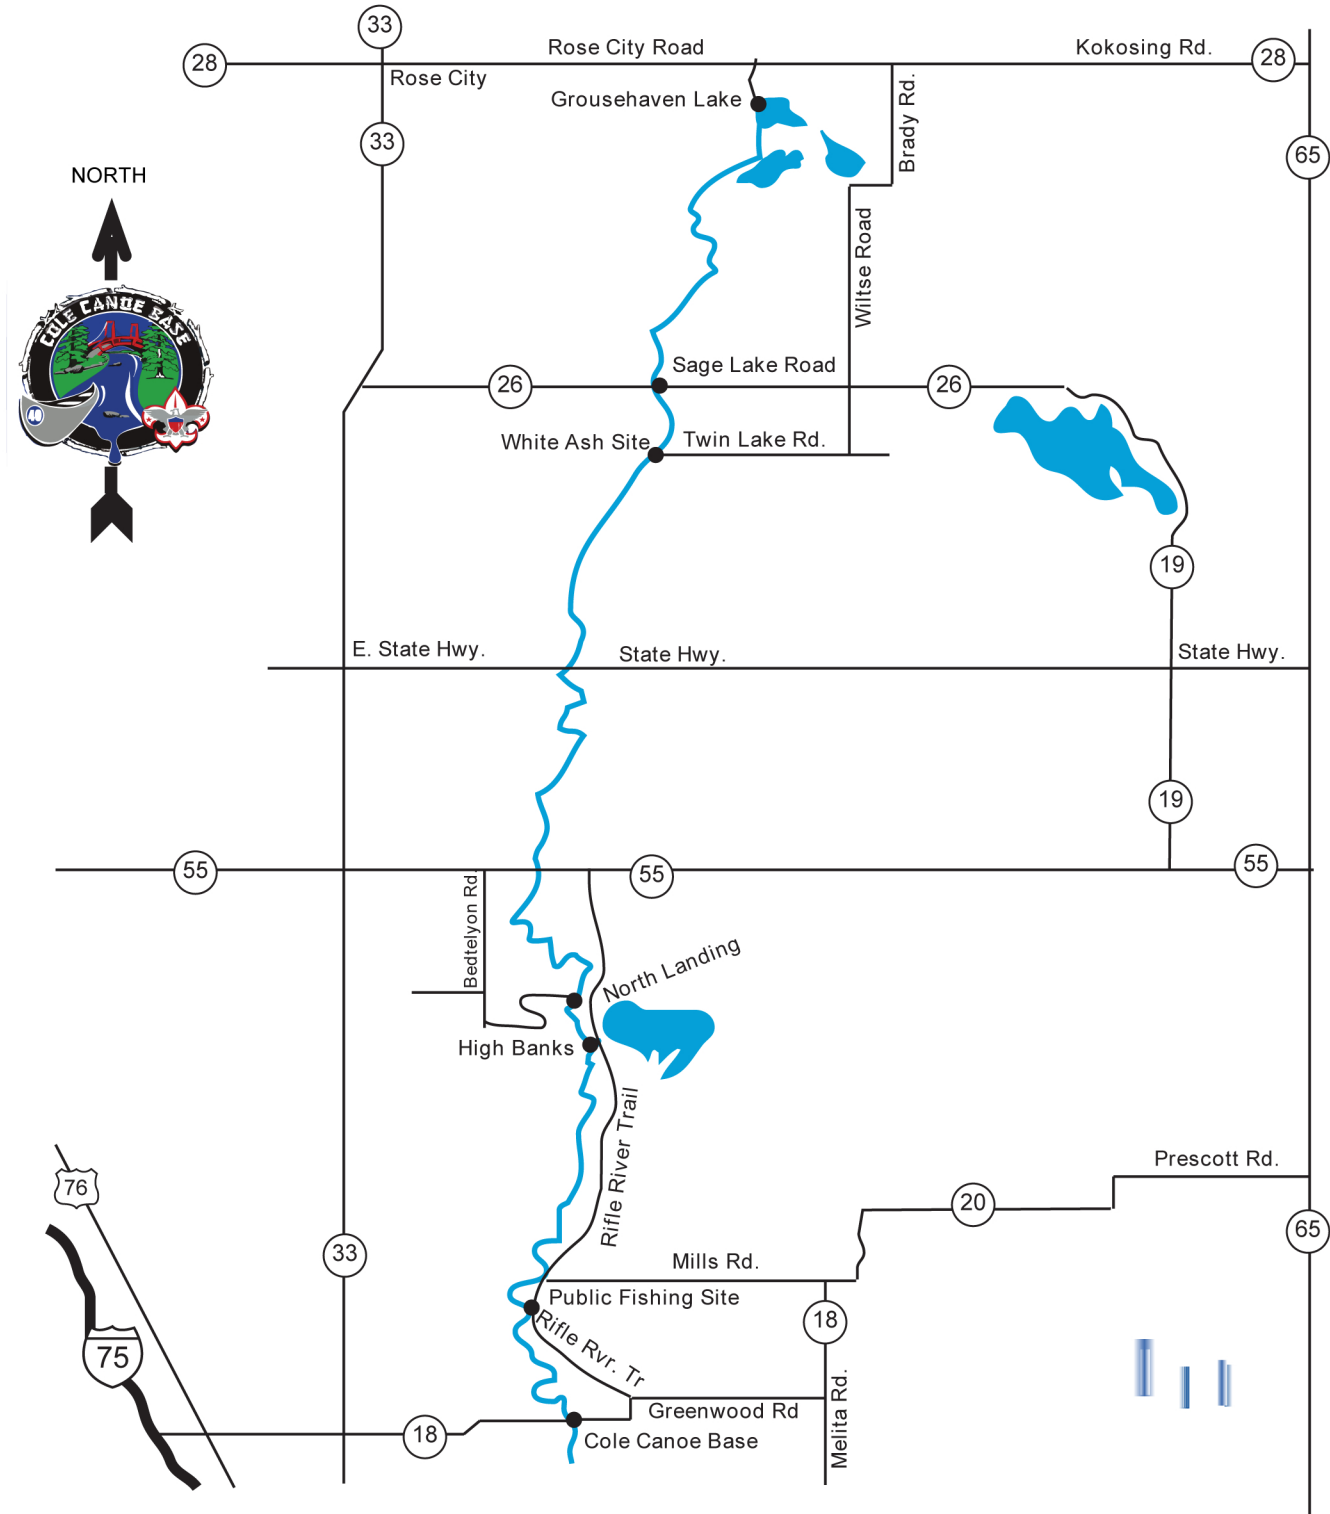 33
Rose City Road
Kokosing Rd.
28
28
Rose City
Grousehaven Lake
Brady Rd.
33
65
NORTH
Wiltse Road
COLE CANOE BASE
Sage Lake Road
26
26
White Ash Site
Twin Lake Rd.
19
E. State Hwy.
State Hwy.
State Hwy.
19
55
55
55
Bedtelyon Rd.
North Landing
High Banks
Rifle River Trail
Prescott Rd.
76
20
65
33
Mills Rd.
Public Fishing Site
18
Rifle Rvr. Tr
75
Melita Rd.
Greenwood Rd
18
Cole Canoe Base